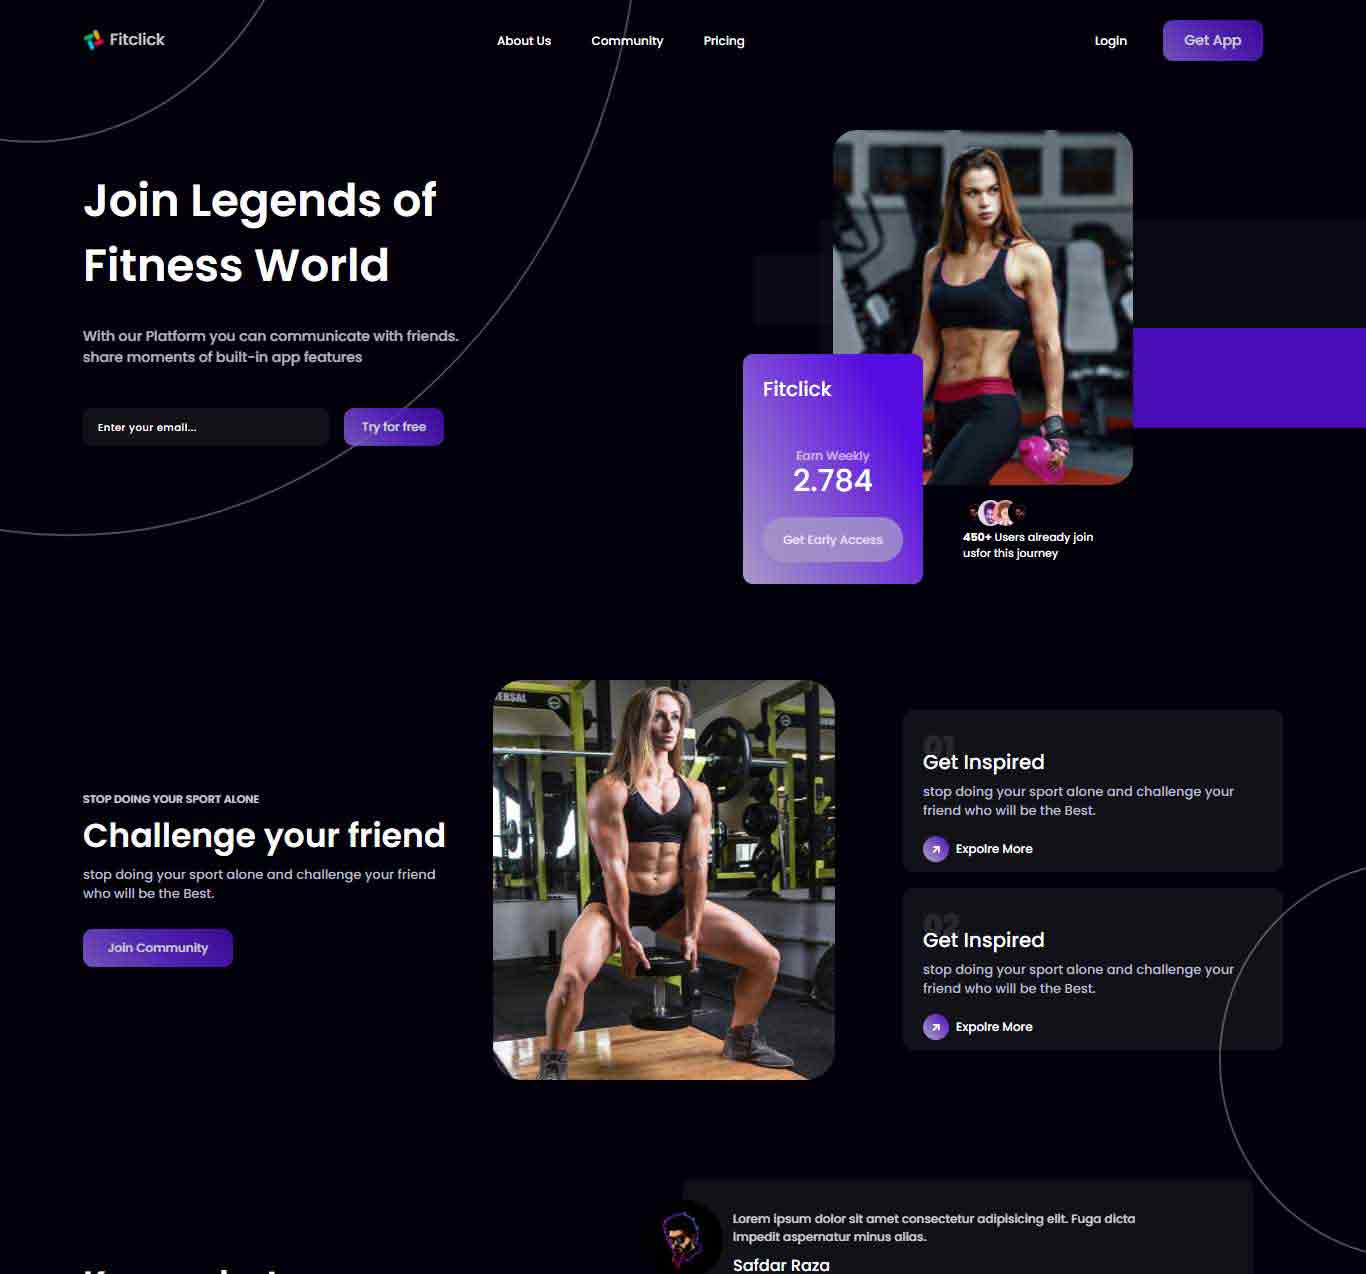 Fitclick
About Us
Community
Pricing
Login
Get App
Join Legends of
Fitness World
With our Platform you can communicate with friends.
share moments of built-in app features
Enter your email...
Try for free
Fitclick
Earn Weekly
2.784
Get Early Access
450+ Users already join
usfor this journey
STOP DOING YOUR SPORT ALONE
Challenge your friend
stop doing your sport alone and challenge your friend
who will be the Best.
Join Community
ERSAL
01
Get Inspired
stop doing your sport alone and challenge your
friend who will be the Best.
Expolre More
02
Get Inspired
stop doing your sport alone and challenge your
friend who will be the Best.
Expolre More
Lorem ipsum dolor sit amet consectetur adipisicing elit. Fuga dicta
Impedit aspernatur minus alias.
Safdar Raza